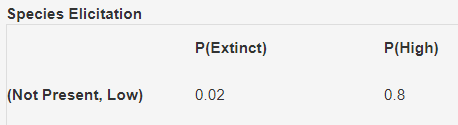 Species Elicitation
P(Extinct) P(High)
(Not Present, Low) 0.02 0.8